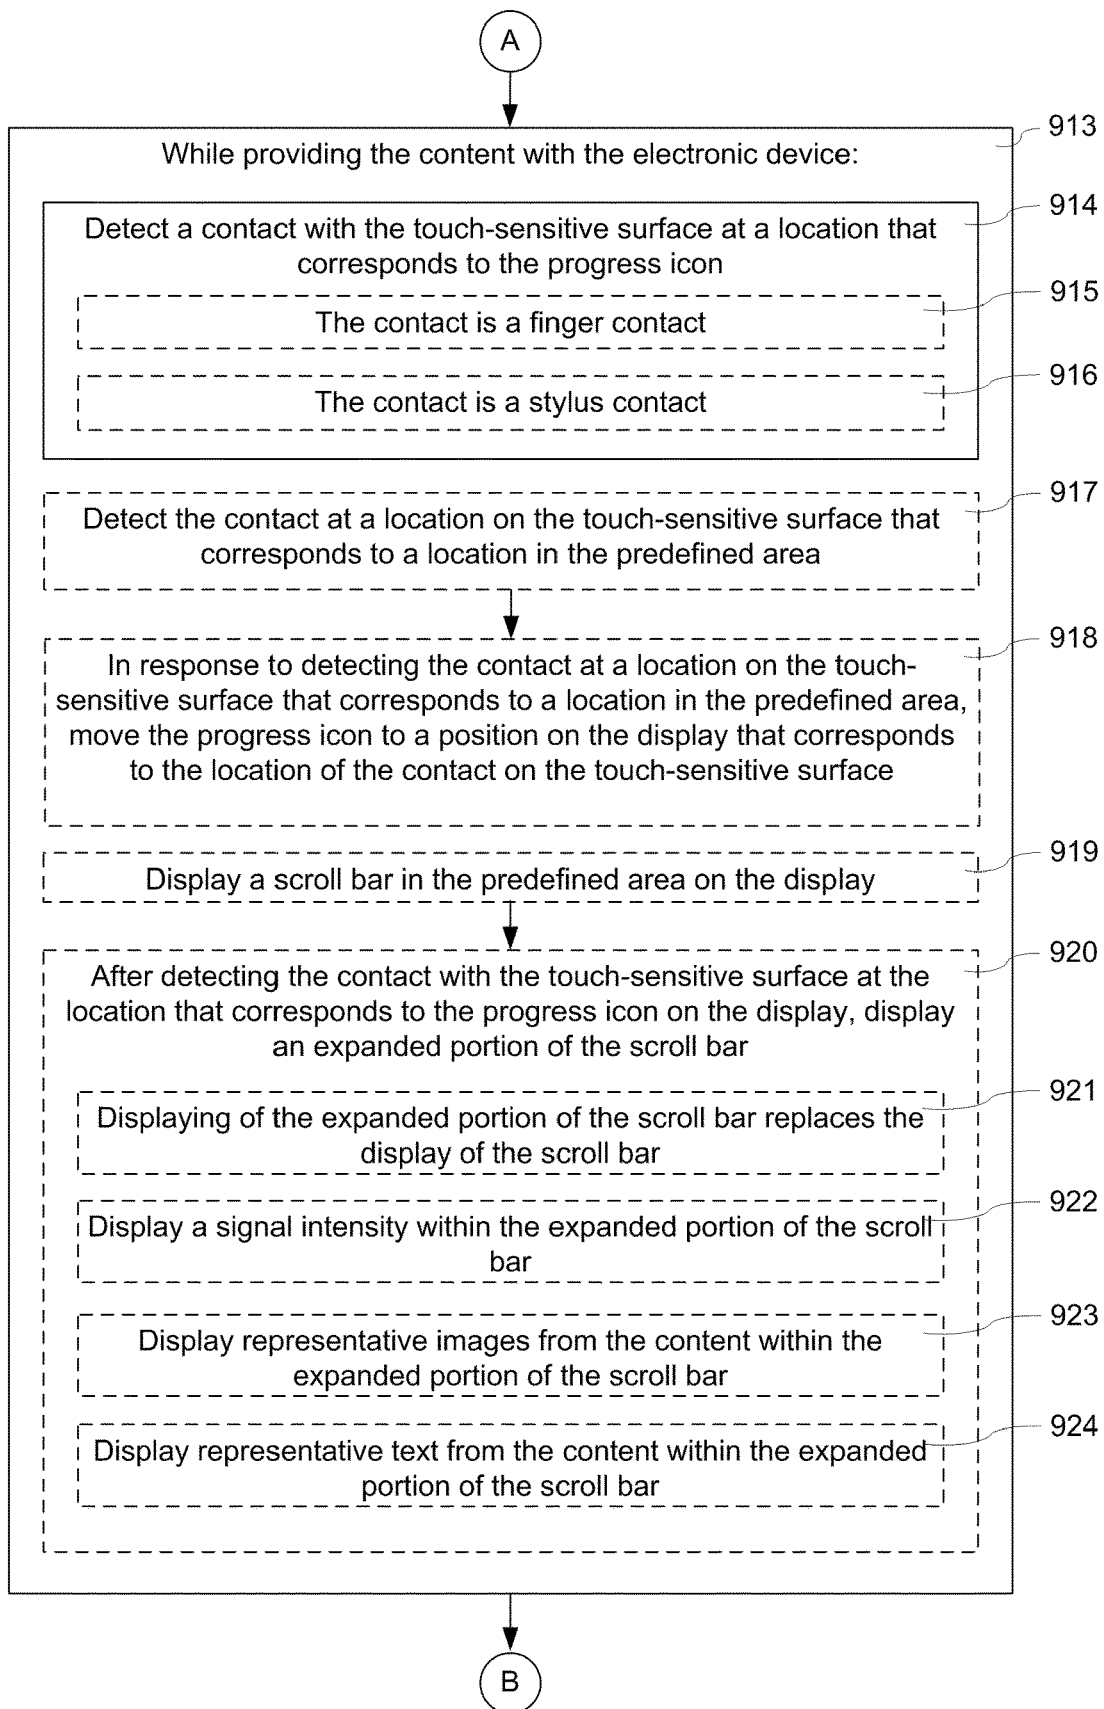 A
913
While providing the content with the electronic device:
914
Detect a contact with the touch-sensitive surface at a location that
corresponds to the progress icon
915
The contact is a finger contact
916
The contact is a stylus contact
917
Detect the contact at a location on the touch-sensitive surface that
corresponds to a location in the predefined area
918
In response to detecting the contact at a location on the touch-
sensitive surface that corresponds to a location in the predefined area,
move the progress icon to a position on the display that corresponds
to the location of the contact on the touch-sensitive surface
919
Display a scroll bar in the predefined area on the display
920
After detecting the contact with the touch-sensitive surface at the
location that corresponds to the progress icon on the display, display
an expanded portion of the scroll bar
921
Displaying of the expanded portion of the scroll bar replaces the
display of the scroll bar
922
Display a signal intensity within the expanded portion of the scroll
bar
923
Display representative images from the content within the
expanded portion of the scroll bar
924
Display representative text from the content within the expanded
portion of the scroll bar
B